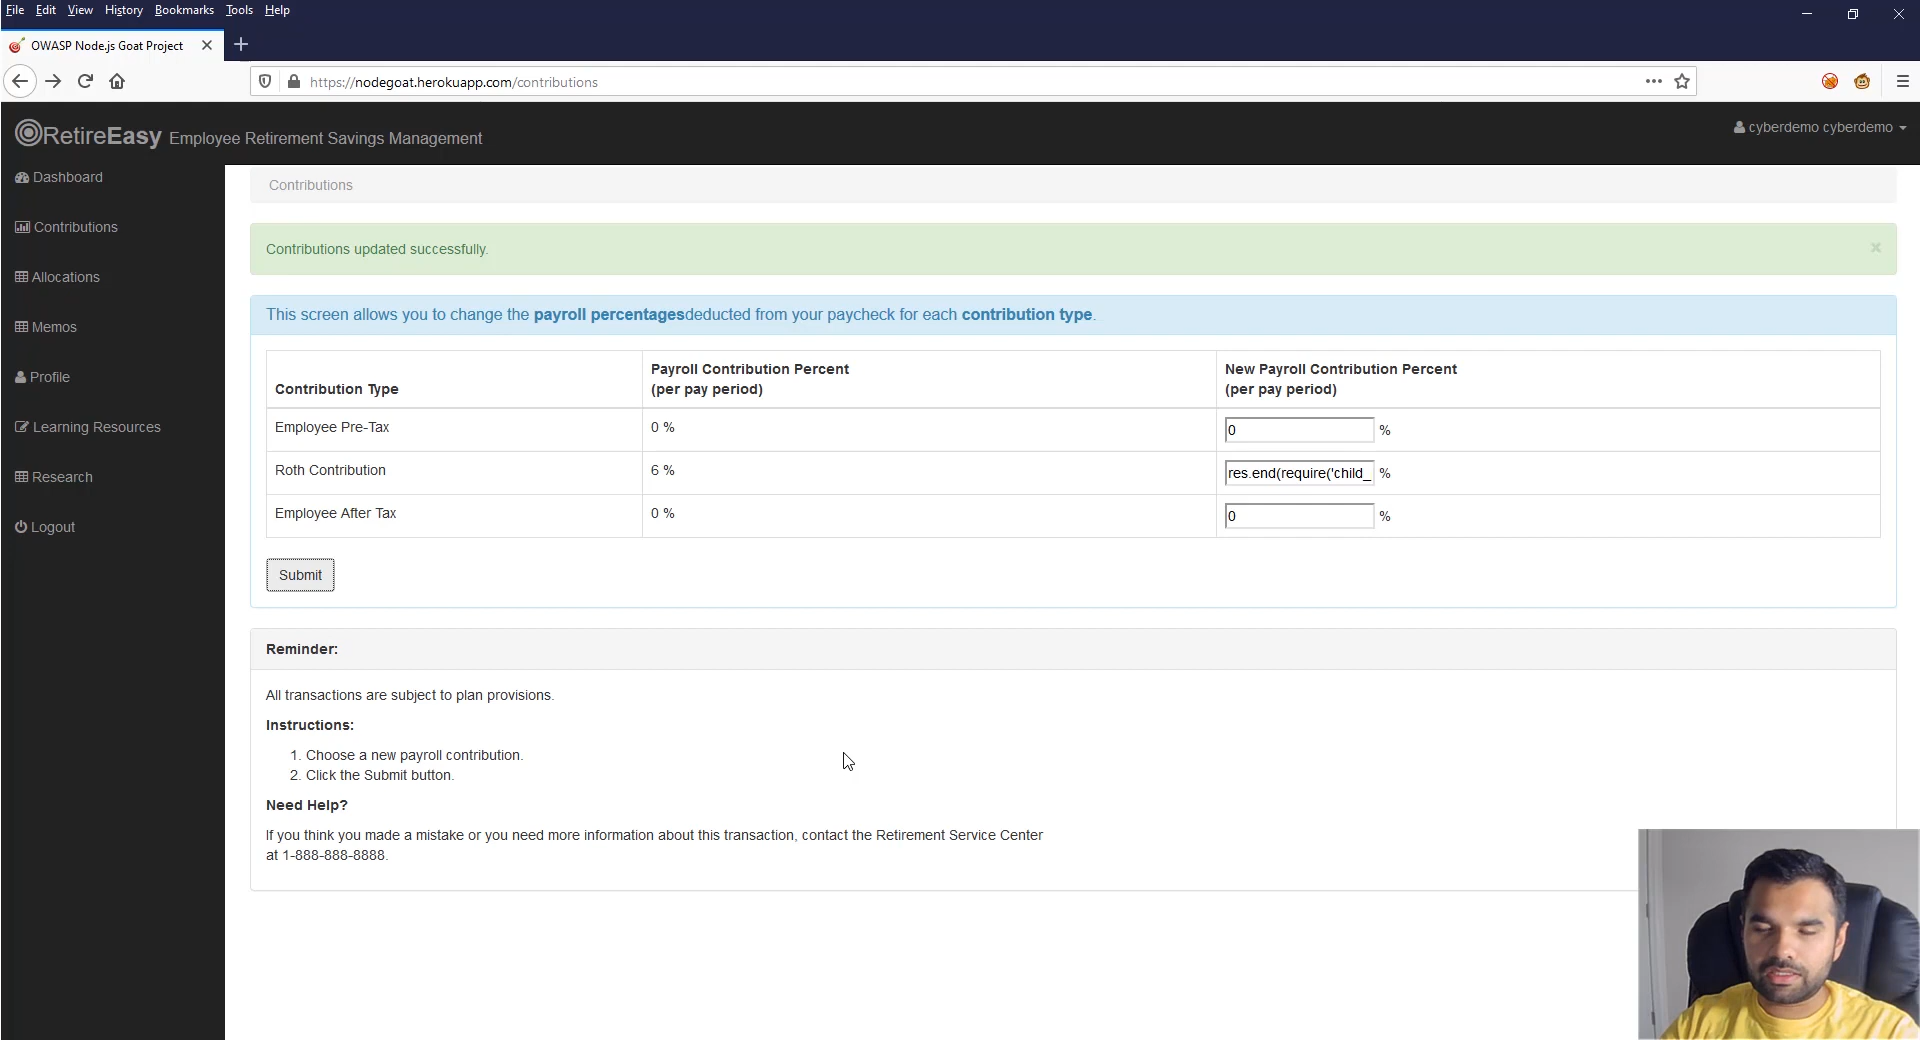 File Edit View History Bookmarks Tools Help
OWASP Node.js Goat Project
https://nodegoat.herokuapp.com/contributions
RetireEasy Employee Retirement Savings Management
cyberdemo cyberdemo
Dashboard
Contributions
Allocations
Memos
Profile
Learning Resources
Research
Logout
Contributions
Contributions updated successfully.
This screen allows you to change the payroll percentagesdeducted from your paycheck for each contribution type.
Contribution Type
Payroll Contribution Percent
(per pay period)
New Payroll Contribution Percent
(per pay period)
Employee Pre-Tax 0 % 0 %
Roth Contribution 6 % res.end(require('child_ %
Employee After Tax 0 % 0 %
Submit
Reminder:
All transactions are subject to plan provisions.
Instructions:
1. Choose a new payroll contribution.
2. Click the Submit button.
Need Help?
If you think you made a mistake or you need more information about this transaction, contact the Retirement Service Center
at 1-888-888-8888.